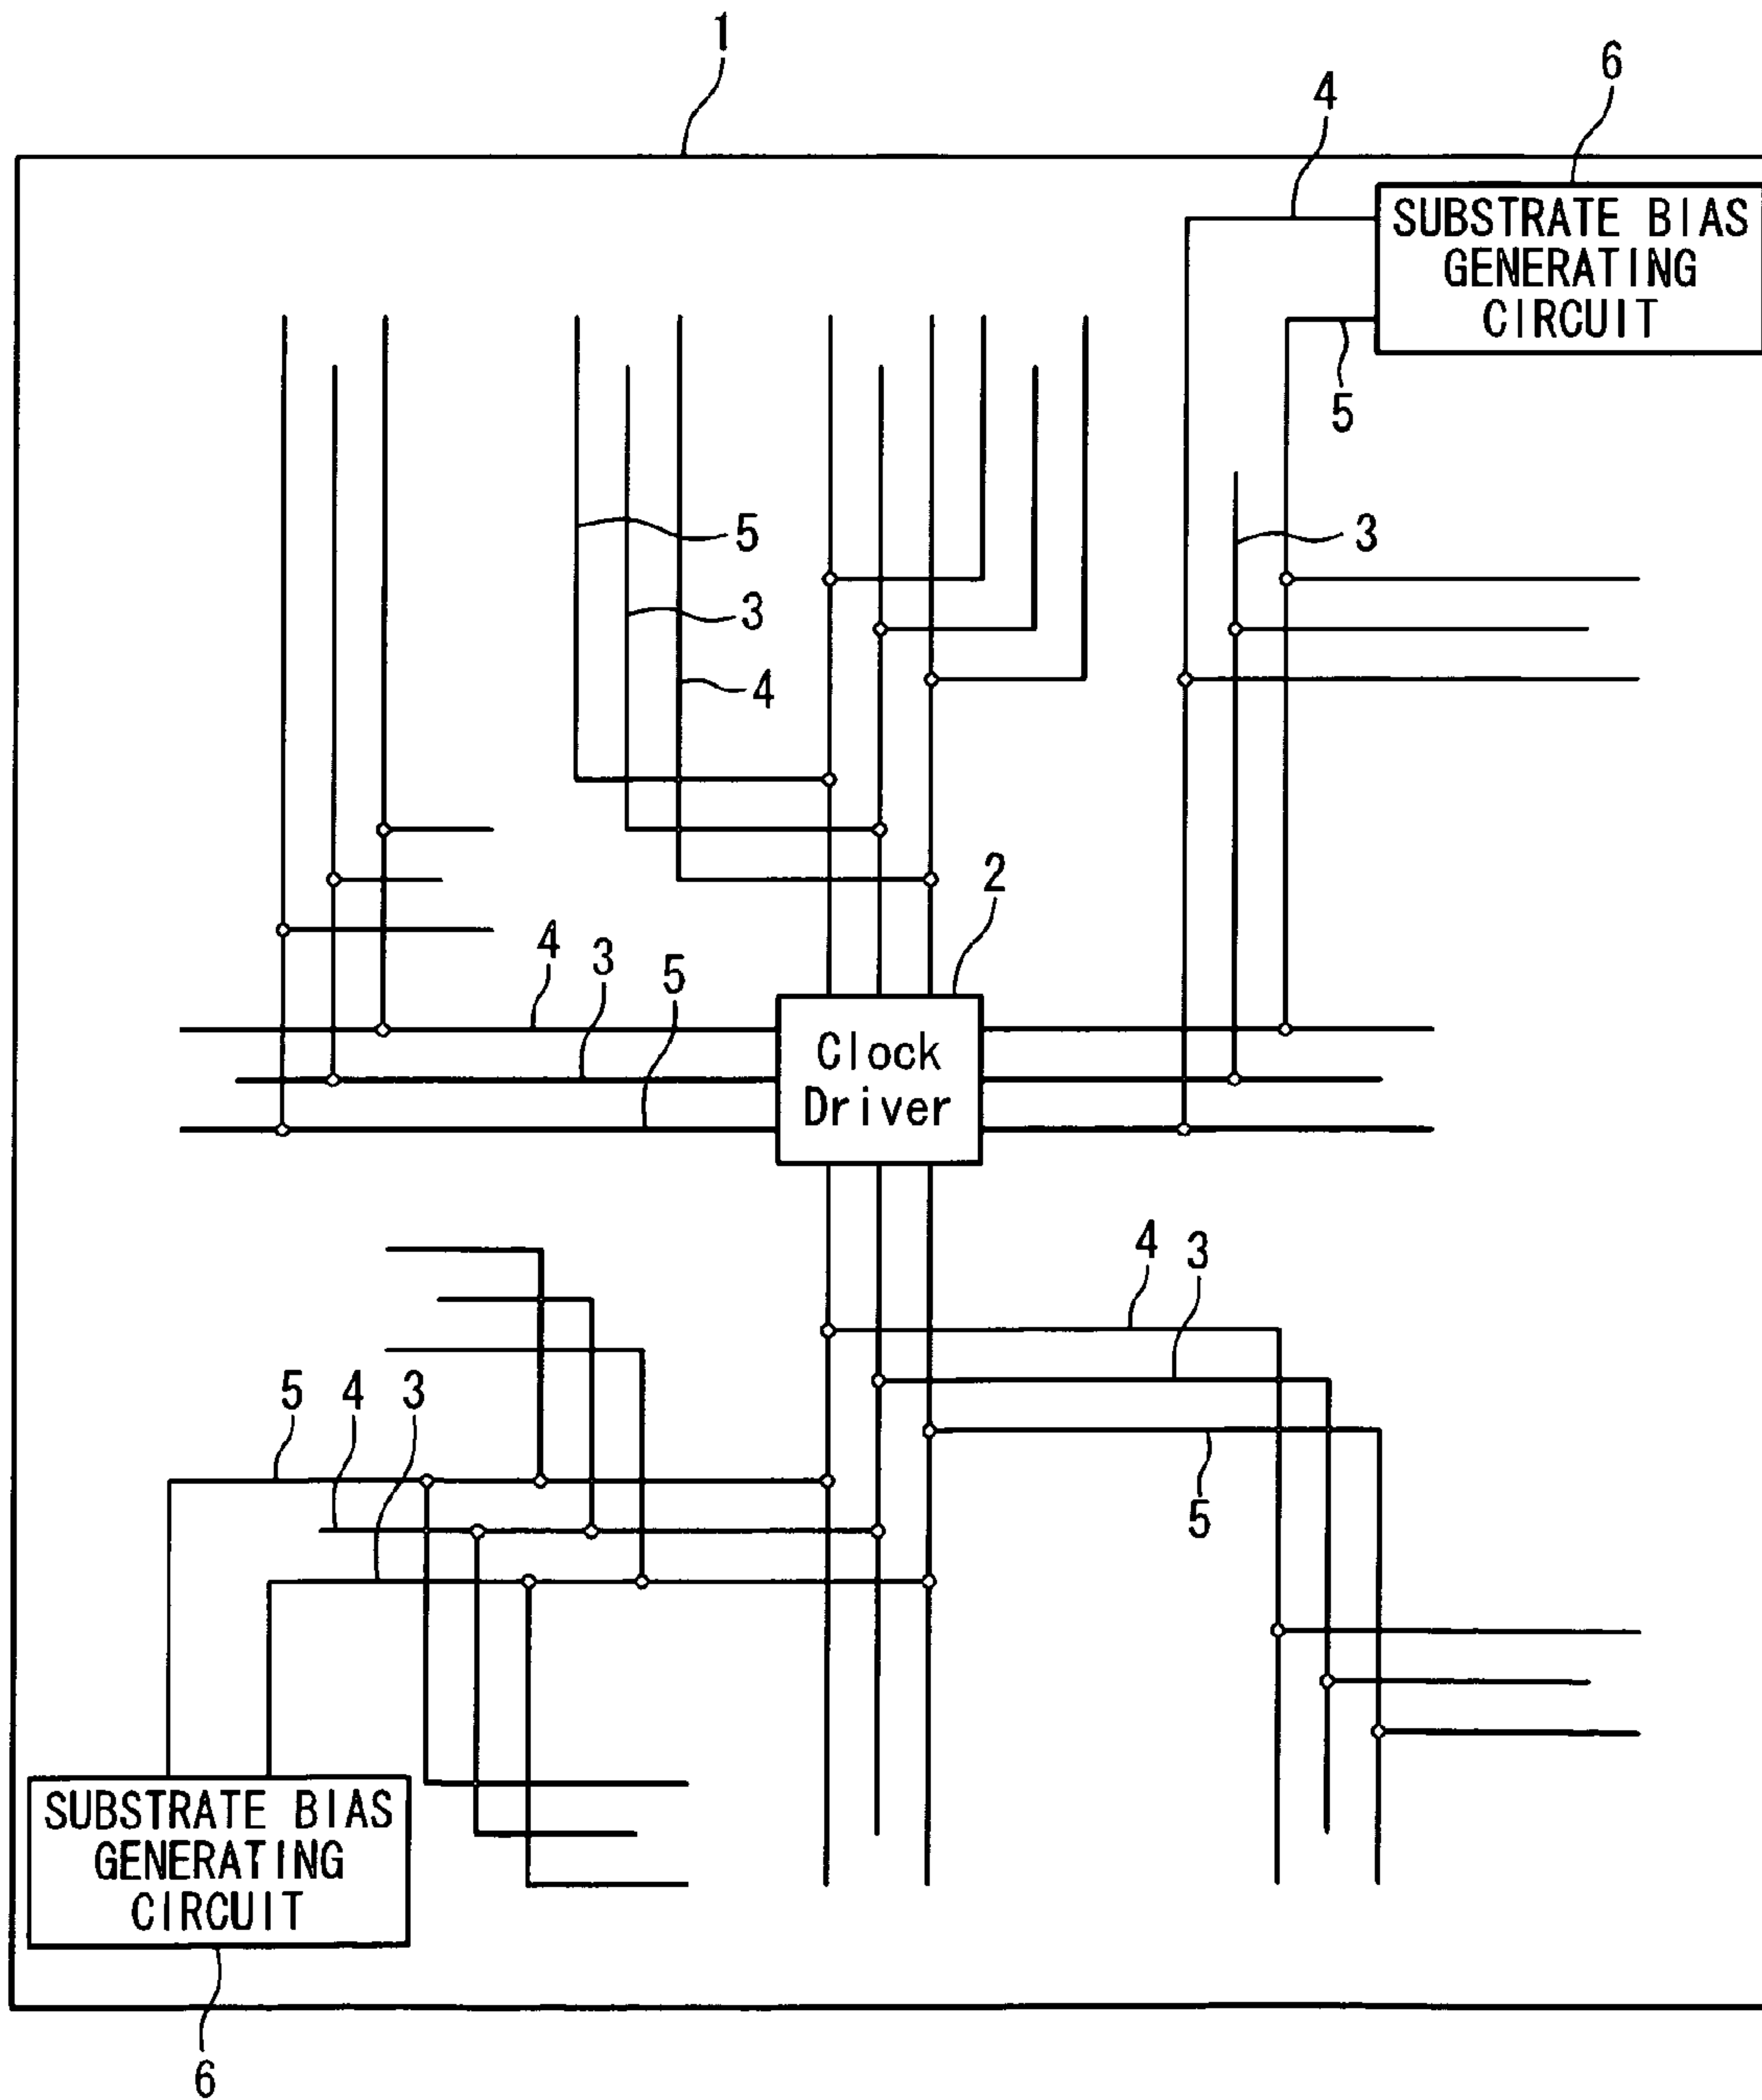 1
6
4
SUBSTRATE BIAS
GENERATING
CIRCUIT
5
5
3
3
4
2
4
3
5
Clock
Driver
4
3
5
4
3
5
SUBSTRATE BIAS
GENERATING
CIRCUIT
6